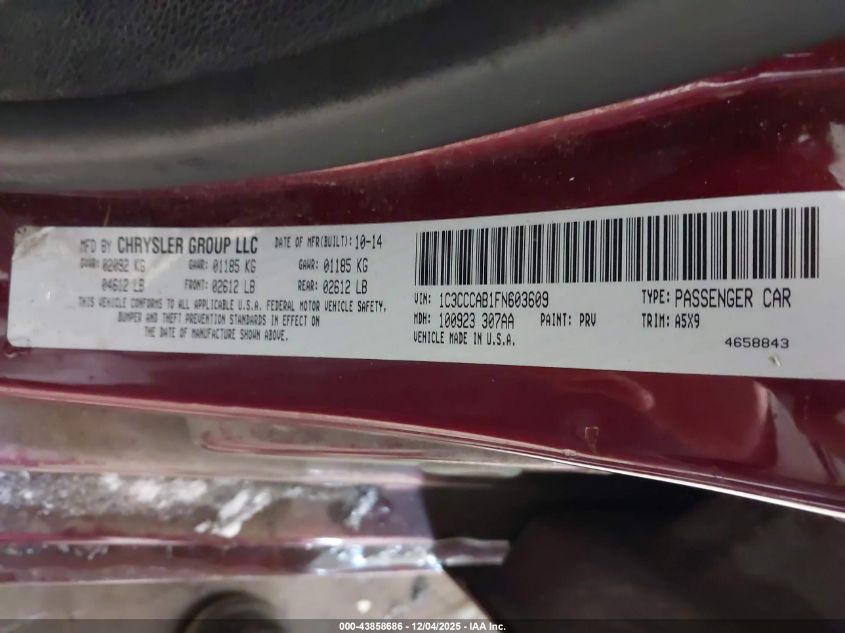 MFD BY CHRYSLER GROUP LLC DATE OF MFR(BUILT): 10-14
GVWR: 02092 KG GAWR: 01185 KG GAWR: 01185 KG
04612 LB FRONT: 02612 LB REAR: 02612 LB
THIS VEHICLE CONFORMS TO ALL APPLICABLE U.S.A. FEDERAL MOTOR VEHICLE SAFETY,
BUMPER AND THEFT PREVENTION STANDARDS IN EFFECT ON
THE DATE OF MANUFACTURE SHOWN ABOVE.
VIN: 1C3CCCAB1FN603609 TYPE: PASSENGER CAR
MDH: 100923 307AA PAINT: PRV TRIM: A5X9
VEHICLE MADE IN U.S.A. 4658843
000-43858686 - 12/04/2025 - IAA Inc.